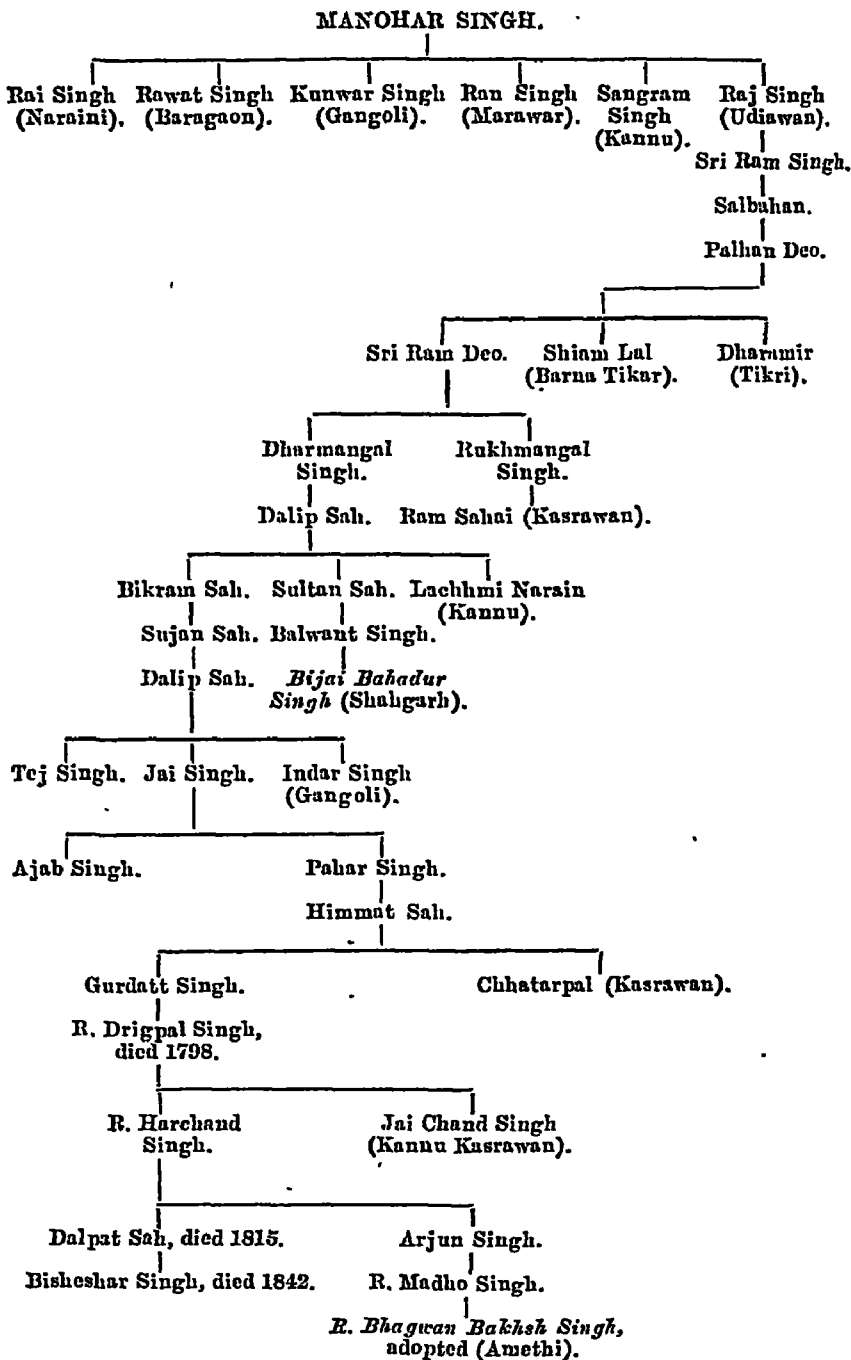 MANOHAR SINGH.
Rai Singh Rawat Singh Kunwar Singh Ran Singh Sangram Raj Singh
(Naraini). (Baragaon). (Gangoli). (Marawar). Singh (Udiawan).
(Kannu).
Sri Ram Singh.
Salbahan.
Palhan Deo.
Sri Ram Deo. Shiam Lal Dharamir
(Barna Tikar). (Tikri).
Dharmangal Rukhmangal
Singh. Singh.
Dalip Sah. Ram Sahai (Kasrawan).
Bikram Sah. Sultan Sah. Lachhmi Narain
(Kannu).
Sujan Sah. Balwant Singh.
Dalip Sah. Bijai Bahadur
Singh (Shahgarh).
Tej Singh. Jai Singh. Indar Singh
(Gangoli).
Ajab Singh. Pahar Singh.
Himmat Sah.
Gurdatt Singh. Chhatarpal (Kasrawan).
R. Drigpal Singh,
died 1798.
R. Harchand Jai Chand Singh
Singh. (Kannu Kasrawan).
Dalpat Sah, died 1815. Arjun Singh.
Bisheshar Singh, died 1842. R. Madho Singh.
R. Bhagwan Bakhsh Singh,
adopted (Amethi).